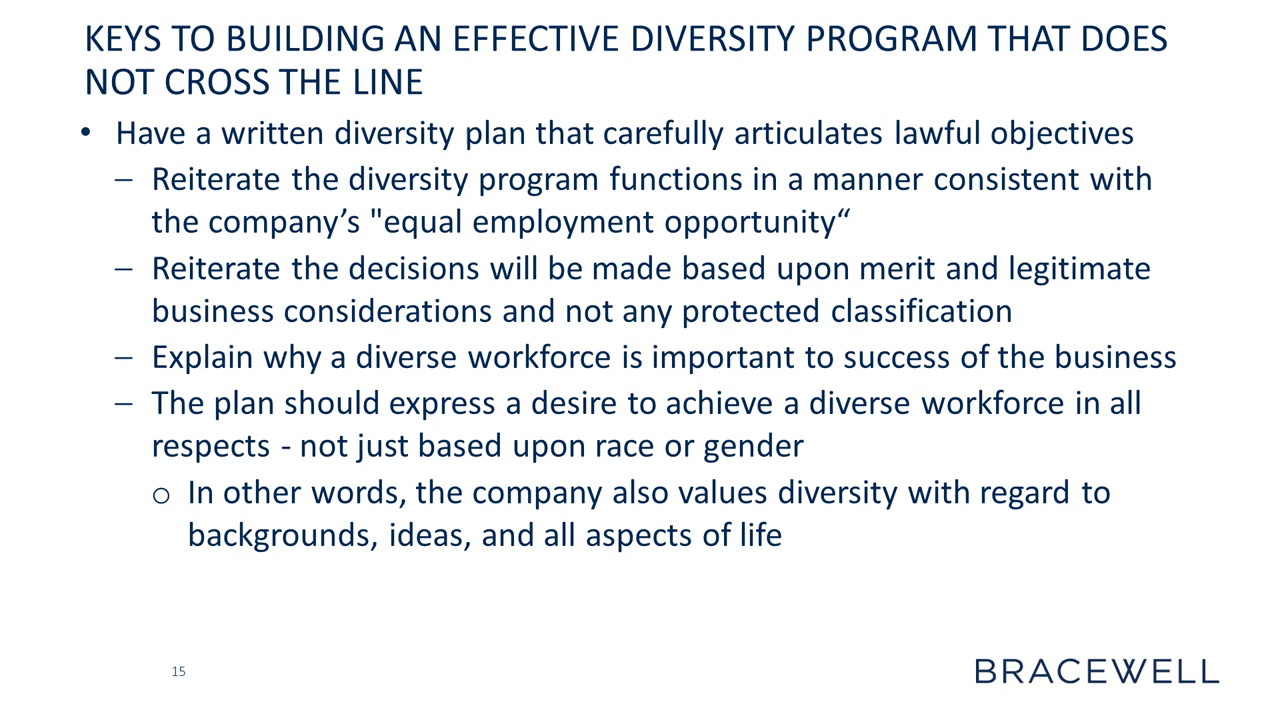 KEYS TO BUILDING AN EFFECTIVE DIVERSITY PROGRAM THAT DOES
NOT CROSS THE LINE
• Have a written diversity plan that carefully articulates lawful objectives
– Reiterate the diversity program functions in a manner consistent with
the company’s "equal employment opportunity“
– Reiterate the decisions will be made based upon merit and legitimate
business considerations and not any protected classification
– Explain why a diverse workforce is important to success of the business
– The plan should express a desire to achieve a diverse workforce in all
respects - not just based upon race or gender
o In other words, the company also values diversity with regard to
backgrounds, ideas, and all aspects of life
15
BRACEWELL